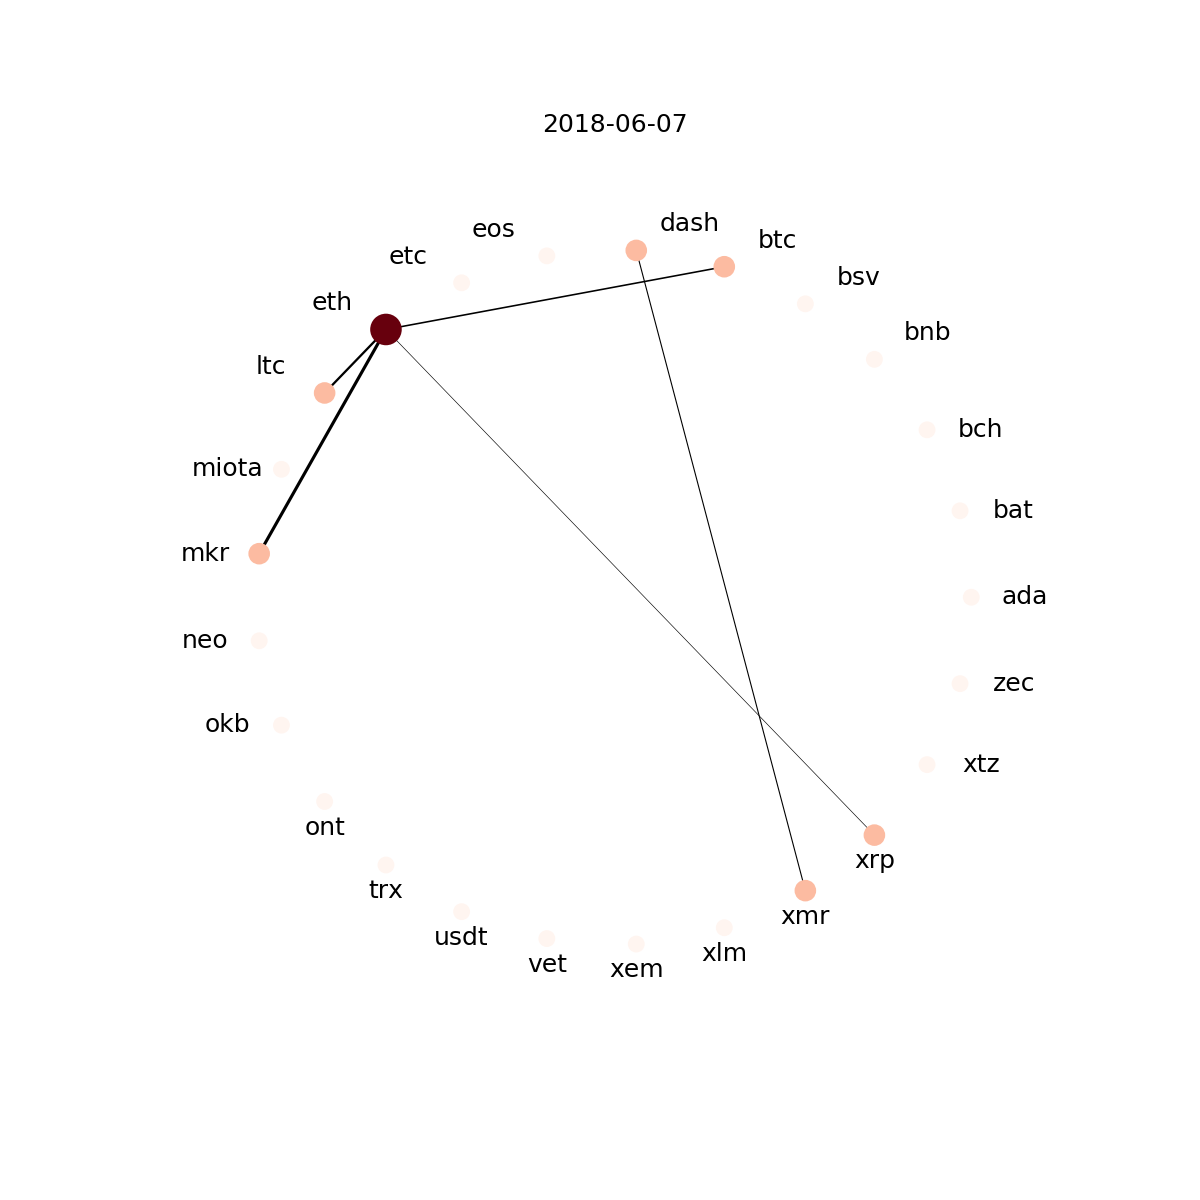 2018-06-07
dash
eos
btc
etc
bsv
eth
bnb
ltc
bch
miota
bat
mkr
ada
neo
zec
okb
xtz
ont
xrp
trx
xmr
usdt
xlm
vet
xem